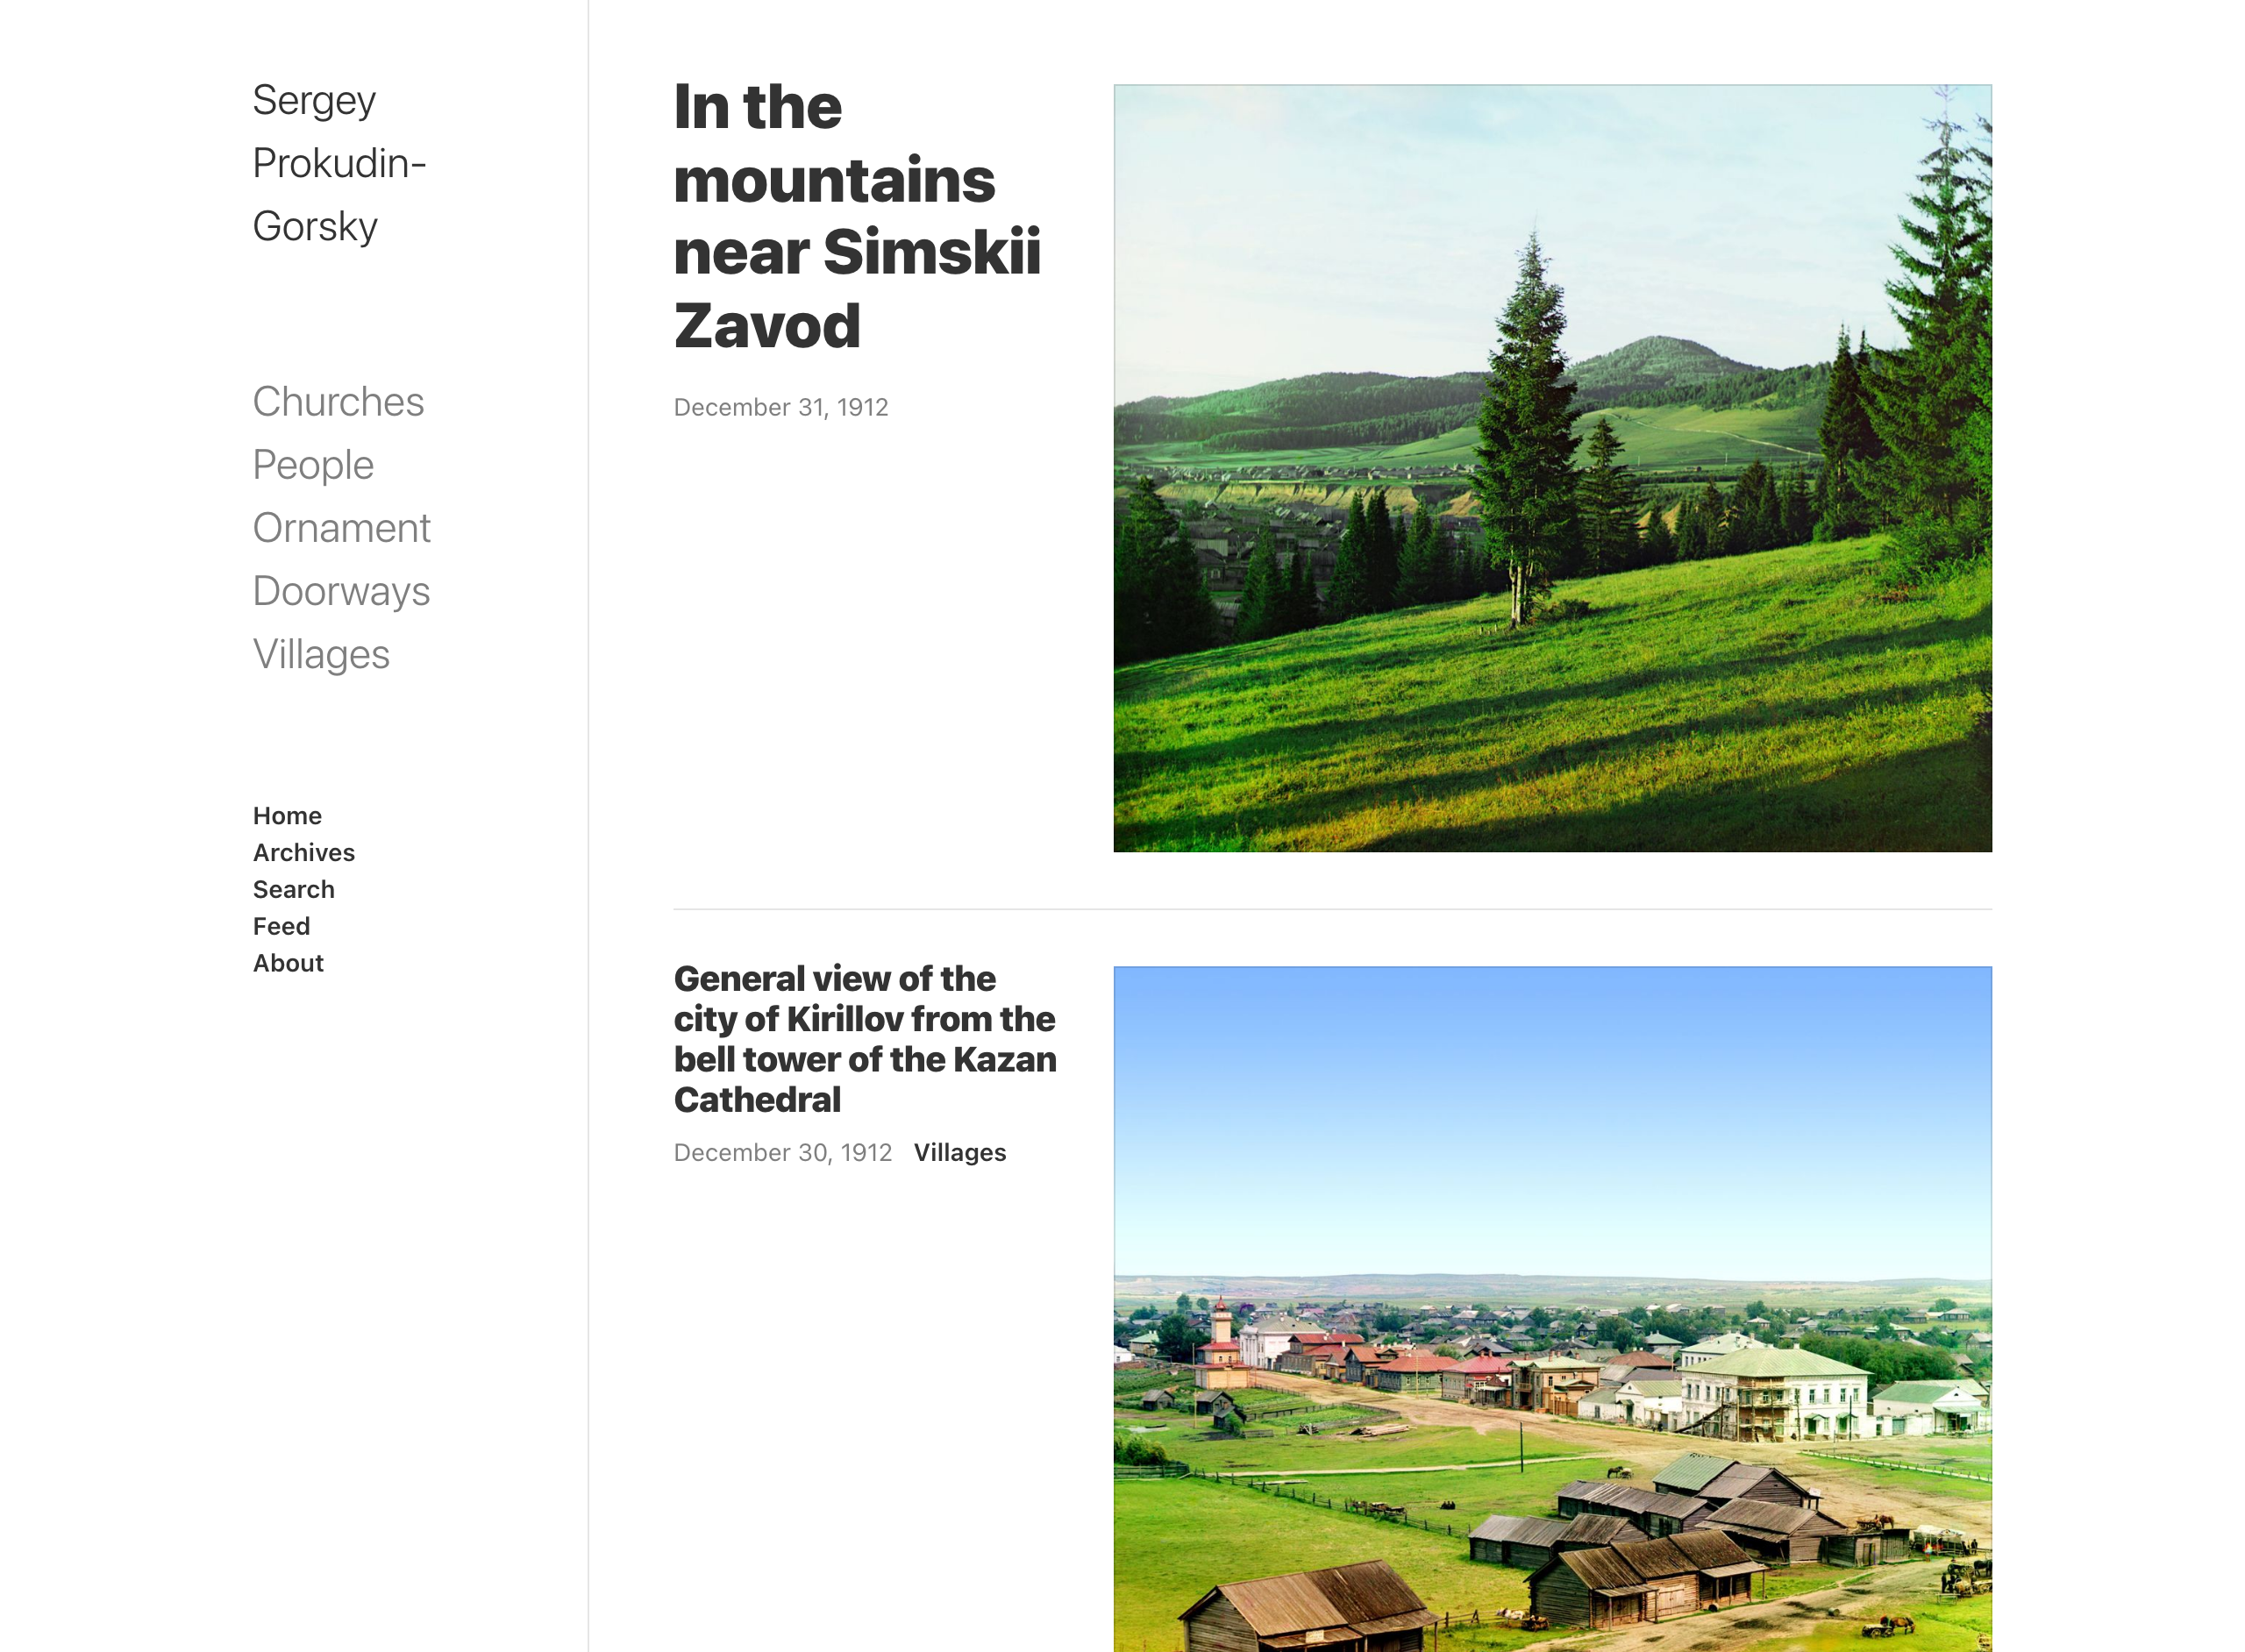 Sergey
Prokudin-
Gorsky
Churches
People
Ornament
Doorways
Villages
Home
Archives
Search
Feed
About
In the
mountains
near Simskii
Zavod
December 31, 1912
General view of the
city of Kirillov from the
bell tower of the Kazan
Cathedral
December 30, 1912 Villages